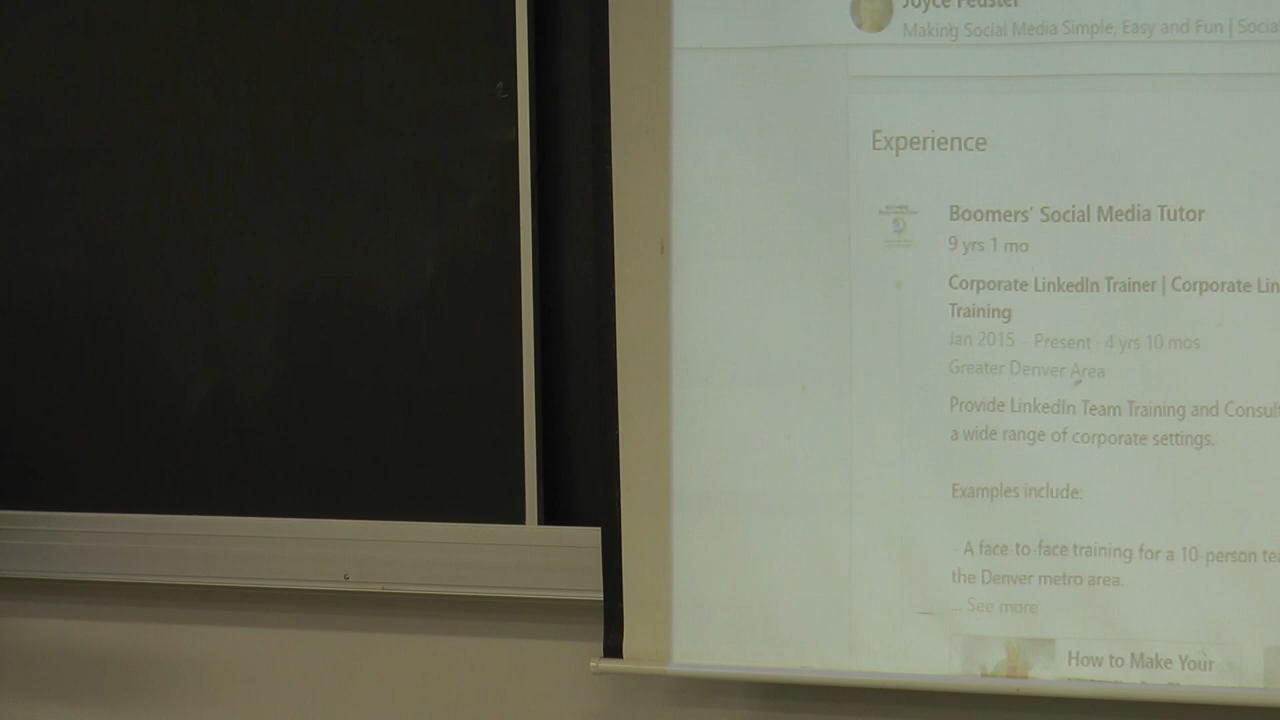 Joyce Feuster
Making Social Media Simple, Easy and Fun | Socia
Experience
Boomers' Social Media Tutor
9 yrs 1 mo
Corporate LinkedIn Trainer | Corporate Lin
Training
Jan 2015 - Present · 4 yrs 10 mos
Greater Denver Area
Provide LinkedIn Team Training and Consul
a wide range of corporate settings.
Examples include:
- A face-to-face training for a 10-person te
the Denver metro area.
... See more
How to Make Your